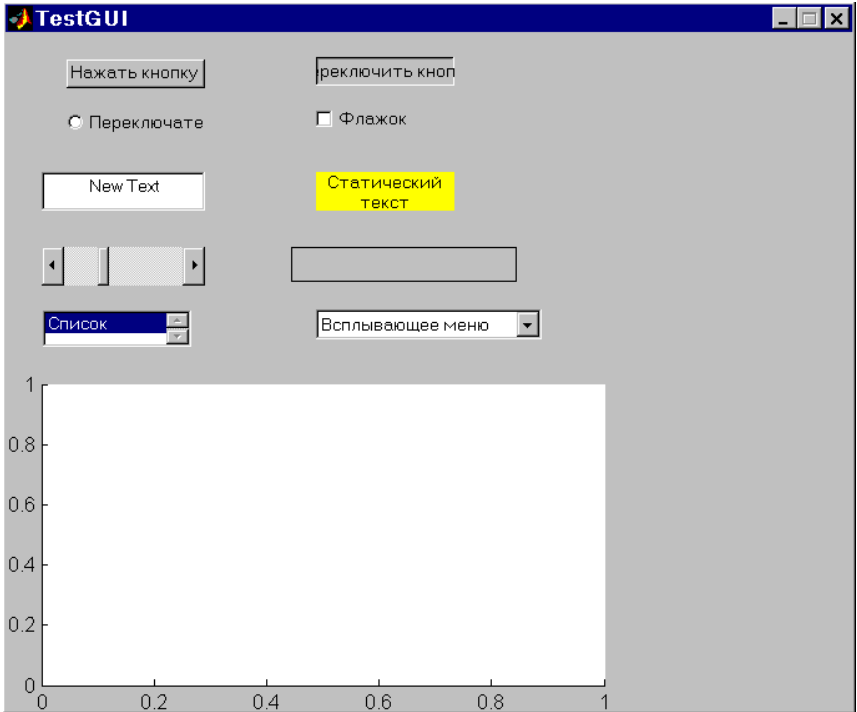 TestGUI
Нажать кнопку
реключить кноп
Переключате
Флажок
New Text
Статический
текст
Список
Всплывающее меню
1
0.8
0.6
0.4
0.2
0
0 0.2 0.4 0.6 0.8 1